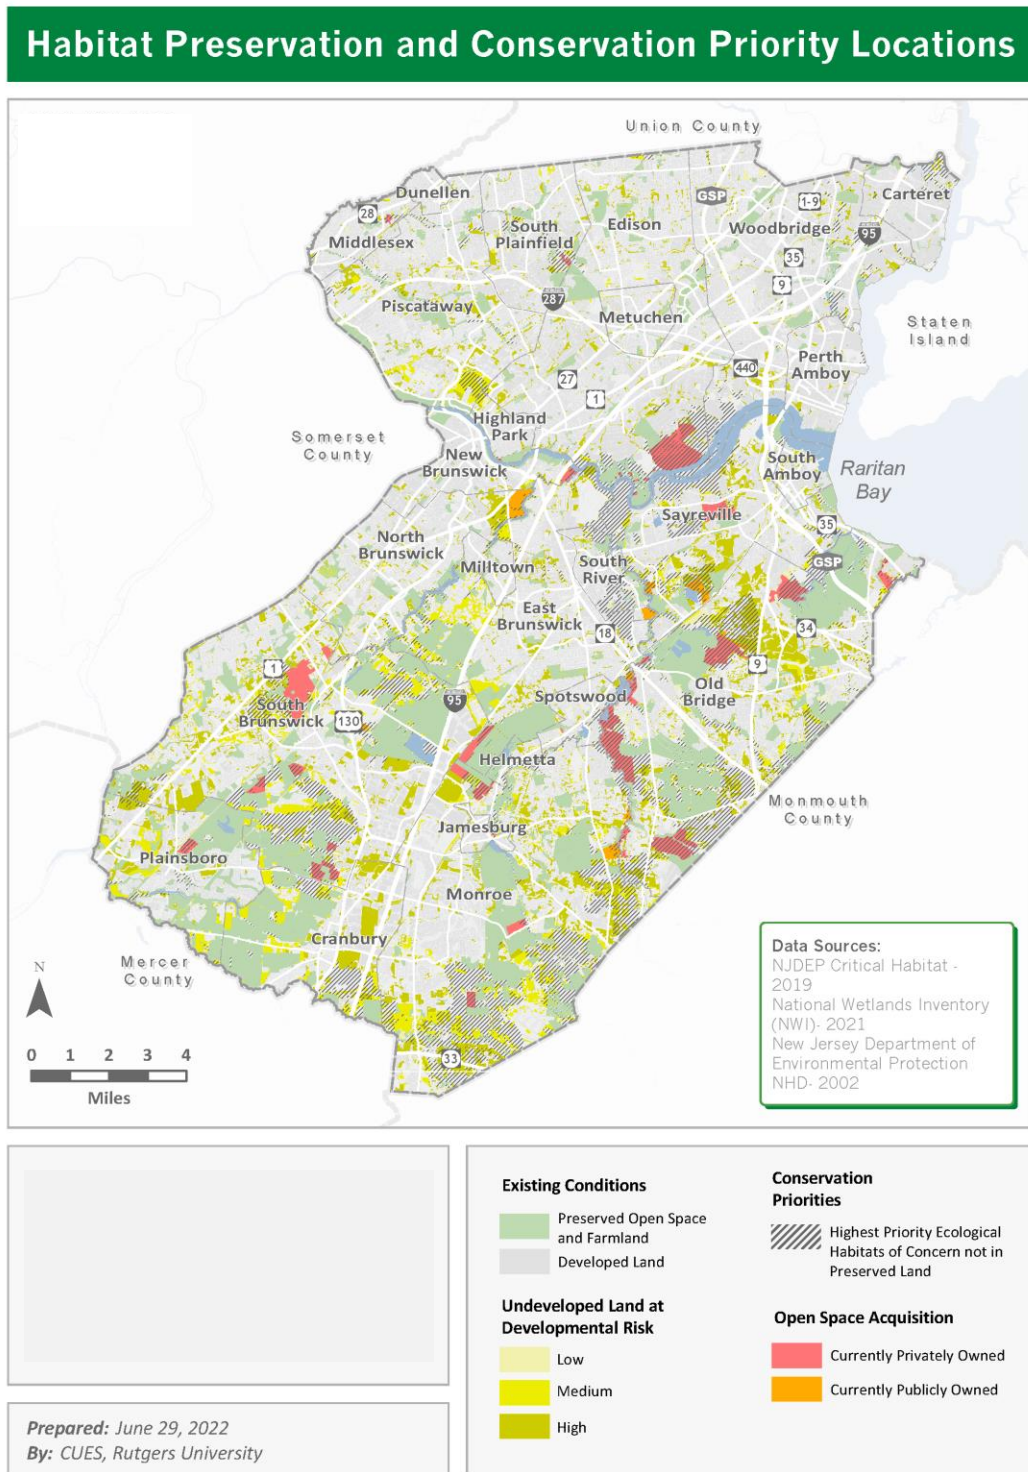 Habitat Preservation and Conservation Priority Locations
Union County
Dunellen
Carteret
GSP
1-9
28
South
Plainfield
Edison
Woodbridge
Middlesex
95
35
9
287
Piscataway
Metuchen
Staten
Island
Perth
Amboy
440
27
1
Highland
Park
Somerset
County
New
Brunswick
South
Amboy
Raritan
Bay
Sayreville
35
North
Brunswick
Milltown
South
River
GSP
East
Brunswick
18
34
1
9
95
Spotswood
Old
Bridge
South
Brunswick
130
Helmetta
Monmouth
County
Jamesburg
Plainsboro
Monroe
Cranbury
Mercer
County
33
N
0 1 2 3 4
Miles
Data Sources:
NJDEP Critical Habitat -
2019
National Wetlands Inventory
(NWI)- 2021
New Jersey Department of
Environmental Protection
NHD- 2002
Existing Conditions
Preserved Open Space
and Farmland
Developed Land
Undeveloped Land at
Developmental Risk
Low
Medium
High
Conservation
Priorities
Highest Priority Ecological
Habitats of Concern not in
Preserved Land
Open Space Acquisition
Currently Privately Owned
Currently Publicly Owned
Prepared: June 29, 2022
By: CUES, Rutgers University